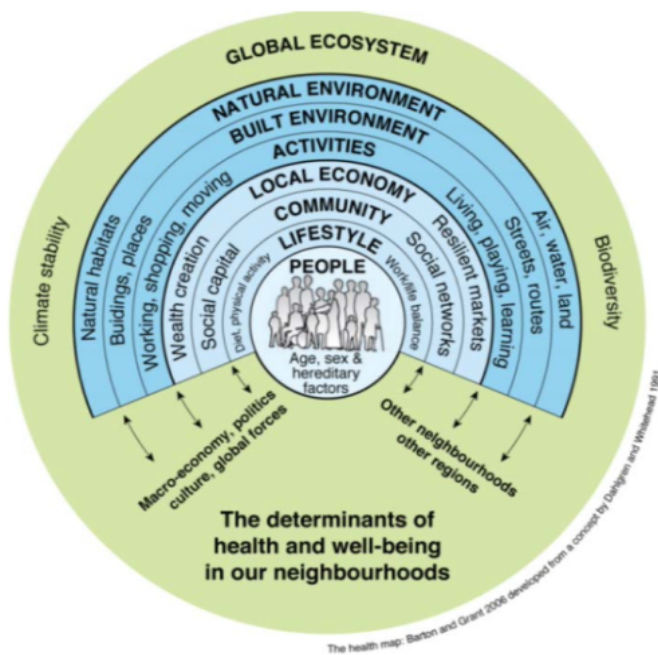 GLOBAL ECOSYSTEM
NATURAL ENVIRONMENT
BUILT ENVIRONMENT
ACTIVITIES
LOCAL ECONOMY
COMMUNITY
LIFESTYLE
PEOPLE
Age, sex &
hereditary
factors
Climate stability
Natural habitats
Buidings, places
Working, shopping, moving
Wealth creation
Social capital
Diet, physical activity
Work/life balance
Social networks
Resilient markets
Living, playing, learning
Streets, routes
Air, water, land
Biodiversity
Macro-economy, politics
culture, global forces
Other neighbourhoods
other regions
The determinants of
health and well-being
in our neighbourhoods
The health map: Barton and Grant 2006 developed from a concept by Dahlgren and Whitehead 1991